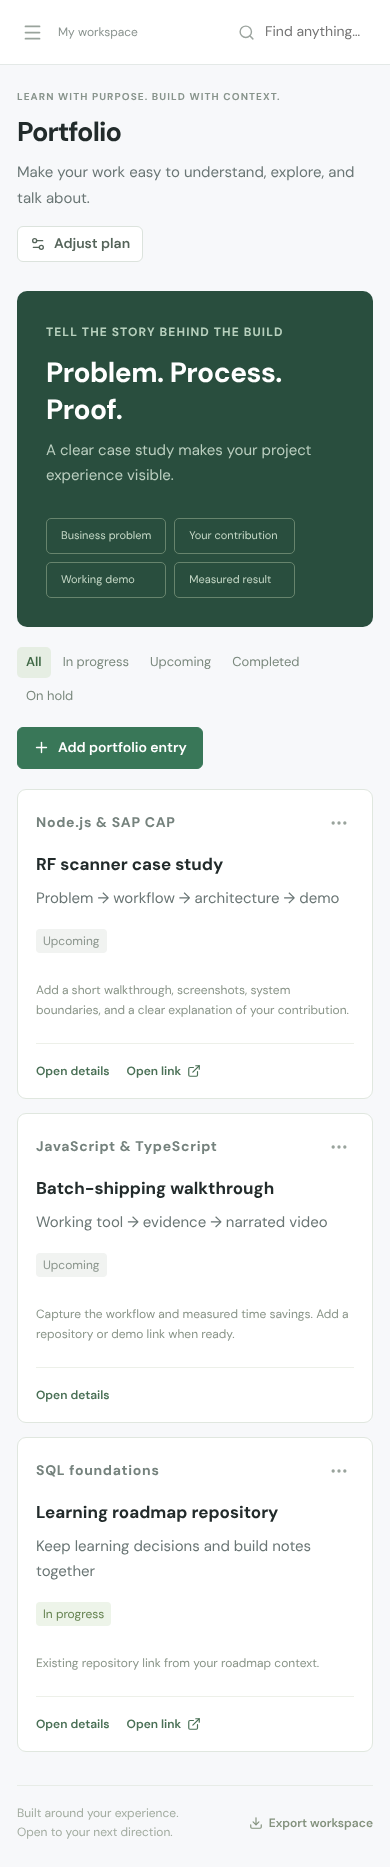 My workspace
Find anything...
LEARN WITH PURPOSE. BUILD WITH CONTEXT.
Portfolio
Make your work easy to understand, explore, and
talk about.
Adjust plan
TELL THE STORY BEHIND THE BUILD
Problem. Process.
Proof.
A clear case study makes your project
experience visible.
Business problem
Your contribution
Working demo
Measured result
All
In progress
Upcoming
Completed
On hold
+ Add portfolio entry
Node.js & SAP CAP
RF scanner case study
Problem → workflow → architecture → demo
Upcoming
Add a short walkthrough, screenshots, system
boundaries, and a clear explanation of your contribution.
Open details
Open link
JavaScript & TypeScript
Batch-shipping walkthrough
Working tool → evidence → narrated video
Upcoming
Capture the workflow and measured time savings. Add a
repository or demo link when ready.
Open details
SQL foundations
Learning roadmap repository
Keep learning decisions and build notes
together
In progress
Existing repository link from your roadmap context.
Open details
Open link
Built around your experience.
Open to your next direction.
Export workspace